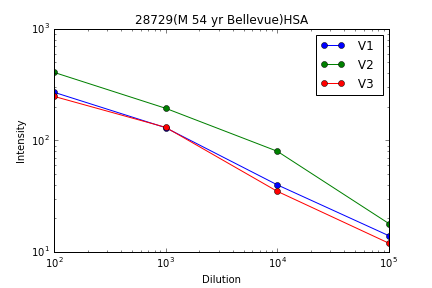 28729(M 54 yr Bellevue)HSA
10³
10²
10¹
Intensity
10²
10³
10⁴
10⁵
Dilution
V1
V2
V3